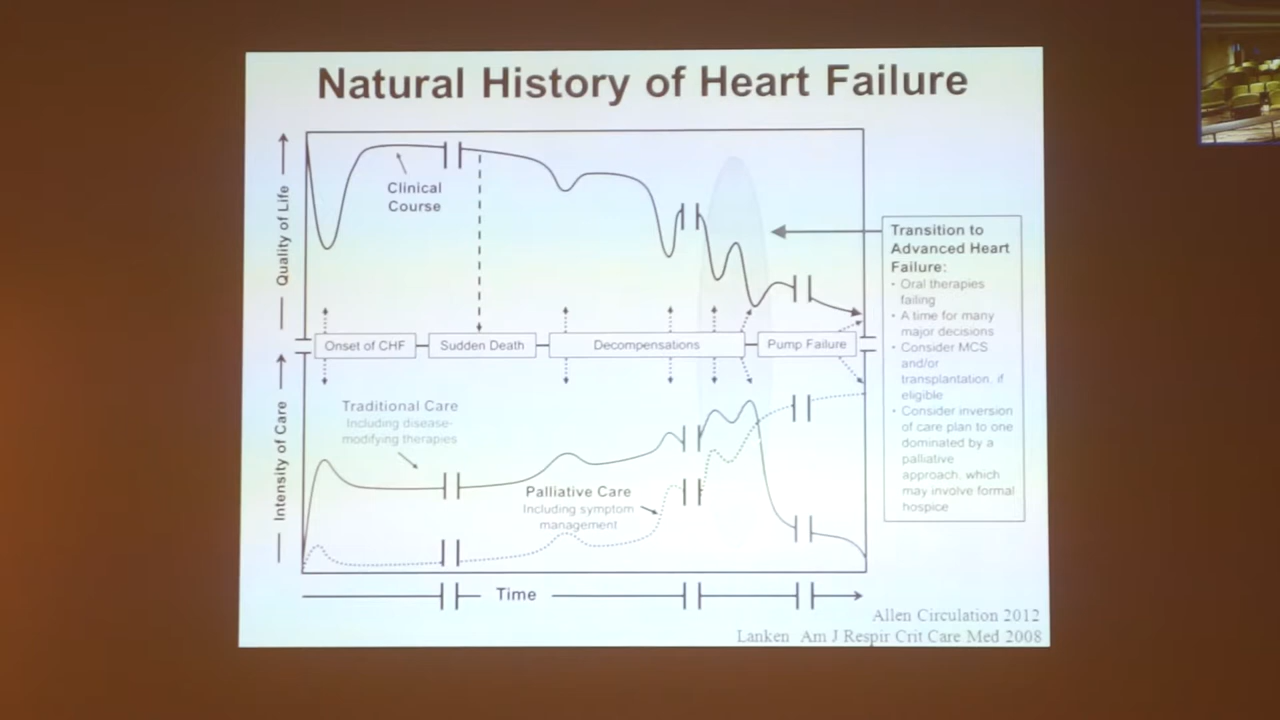 Natural History of Heart Failure
Quality of Life
Clinical
Course
Transition to
Advanced Heart
Failure:
• Oral therapies
failing
• A time for many
major decisions
• Consider MCS
and/or
transplantation, if
eligible
• Consider inversion
of care plan to one
dominated by a
palliative
approach, which
may involve formal
hospice
Onset of CHF
Sudden Death
Decompensations
Pump Failure
Intensity of Care
Traditional Care
Including disease-
modifying therapies
Palliative Care
Including symptom
management
Time
Allen Circulation 2012
Lanken Am J Respir Crit Care Med 2008